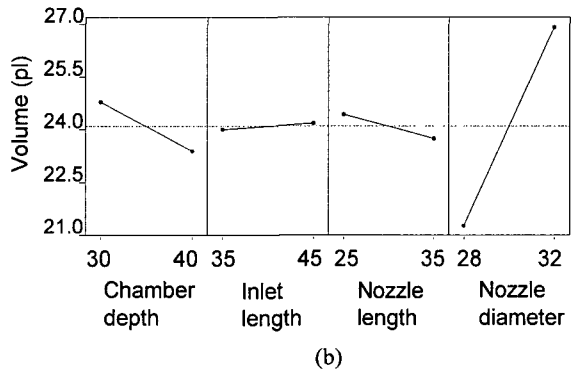 27.0
25.5
24.0
22.5
21.0
Volume (pl)
30 40 35 45 25 35 28 32
Chamber depth
Inlet length
Nozzle length
Nozzle diameter
(b)